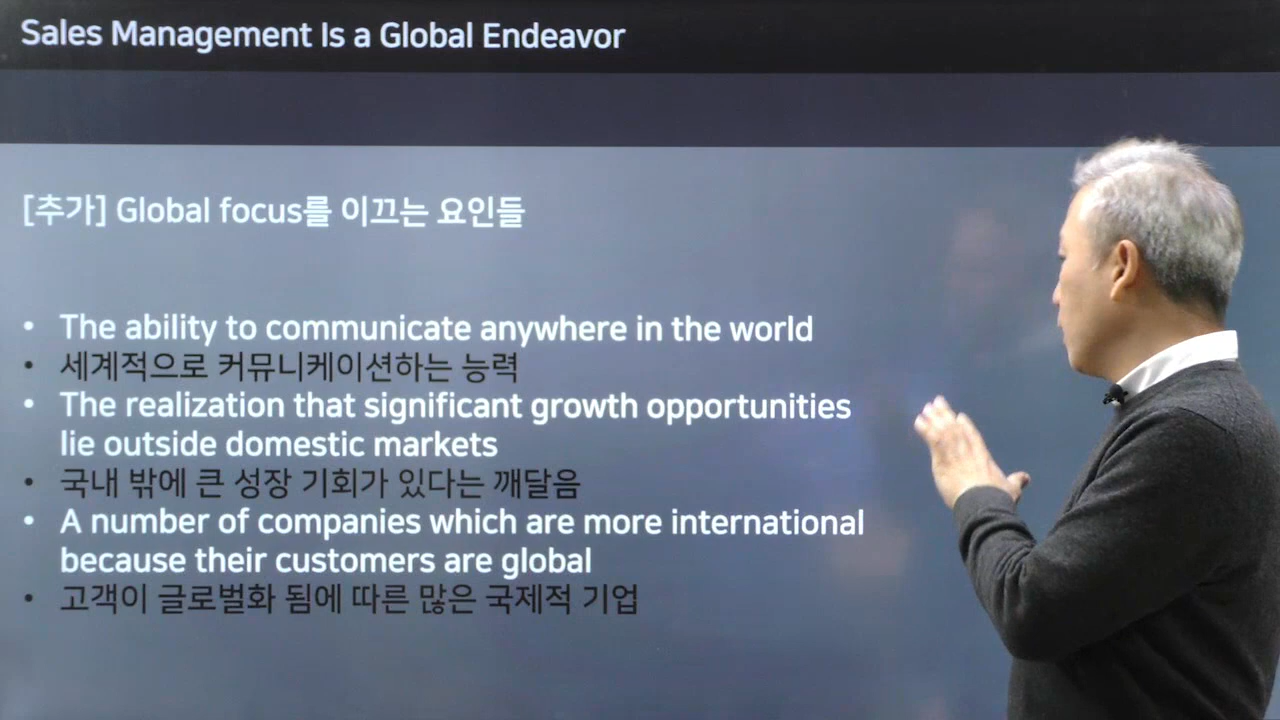 Sales Management Is a Global Endeavor
[추가] Global focus를 이끄는 요인들
• The ability to communicate anywhere in the world
• 세계적으로 커뮤니케이션하는 능력
• The realization that significant growth opportunities
lie outside domestic markets
• 국내 밖에 큰 성장 기회가 있다는 깨달음
• A number of companies which are more international
because their customers are global
• 고객이 글로벌화 됨에 따른 많은 국제적 기업